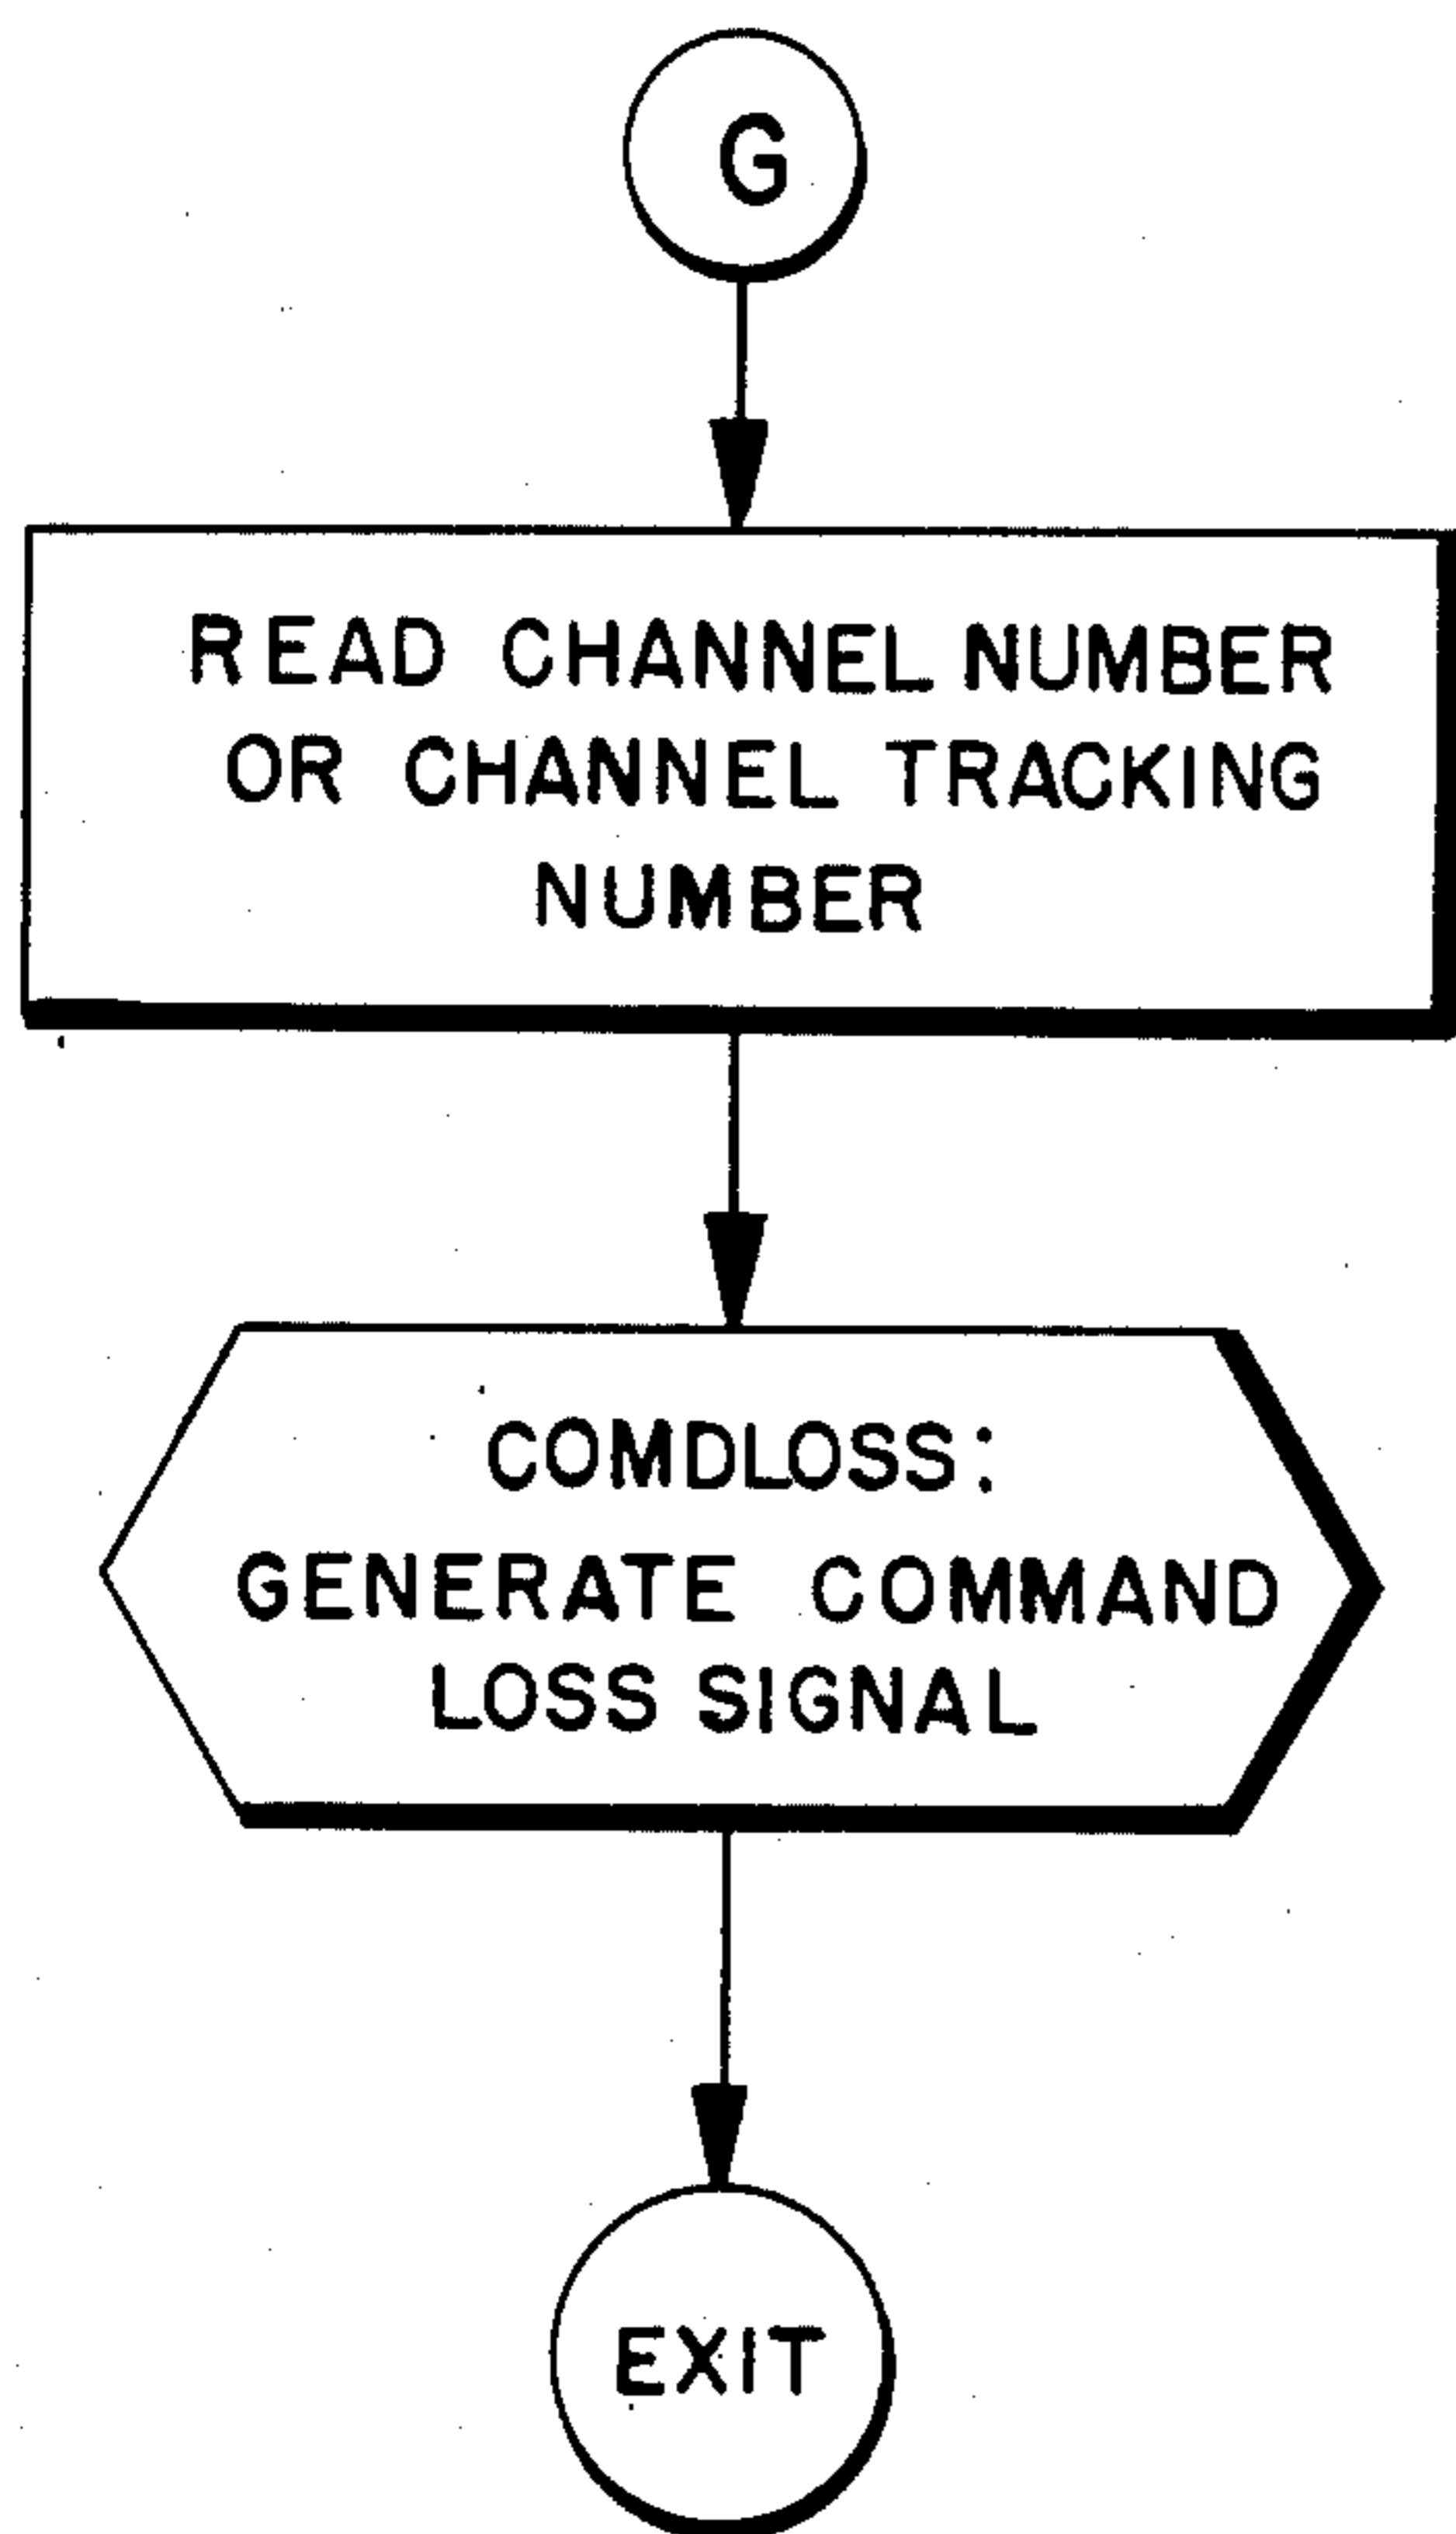 G
READ CHANNEL NUMBER
OR CHANNEL TRACKING
NUMBER
COMDLOSS:
GENERATE COMMAND
LOSS SIGNAL
EXIT